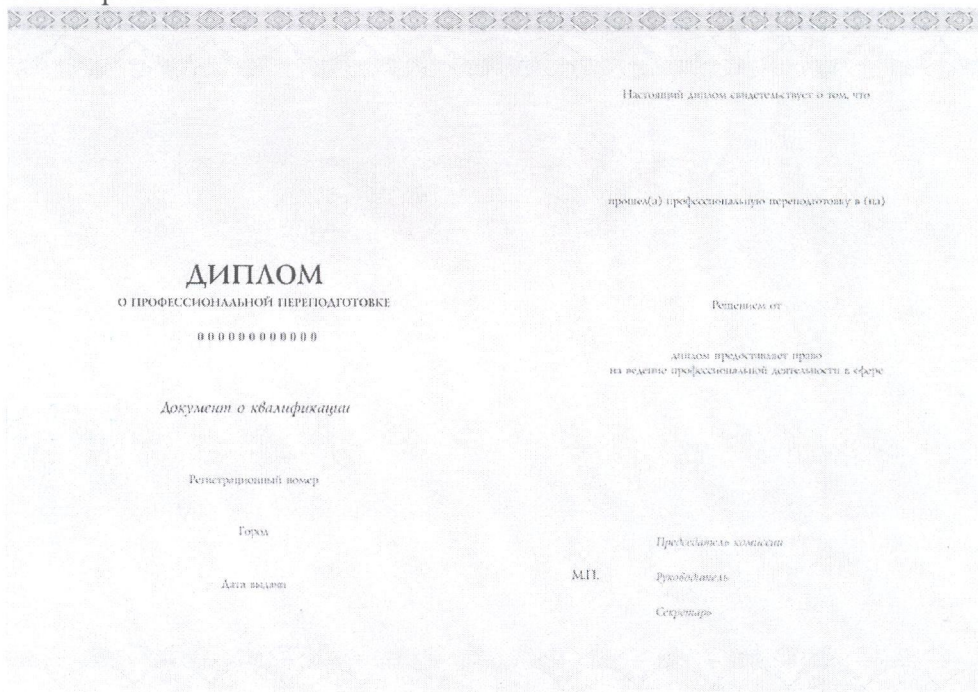 ДИПЛОМ
О ПРОФЕССИОНАЛЬНОЙ ПЕРЕПОДГОТОВКЕ
000000000000
Документ о квалификации
Регистрационный номер
Город
Дата выдачи
Настоящий диплом свидетельствует о том, что
прошел(а) профессиональную переподготовку в (на)
Решением от
диплом предоставляет право
на ведение профессиональной деятельности в сфере
Председатель комиссии
М.П.
Руководитель
Секретарь